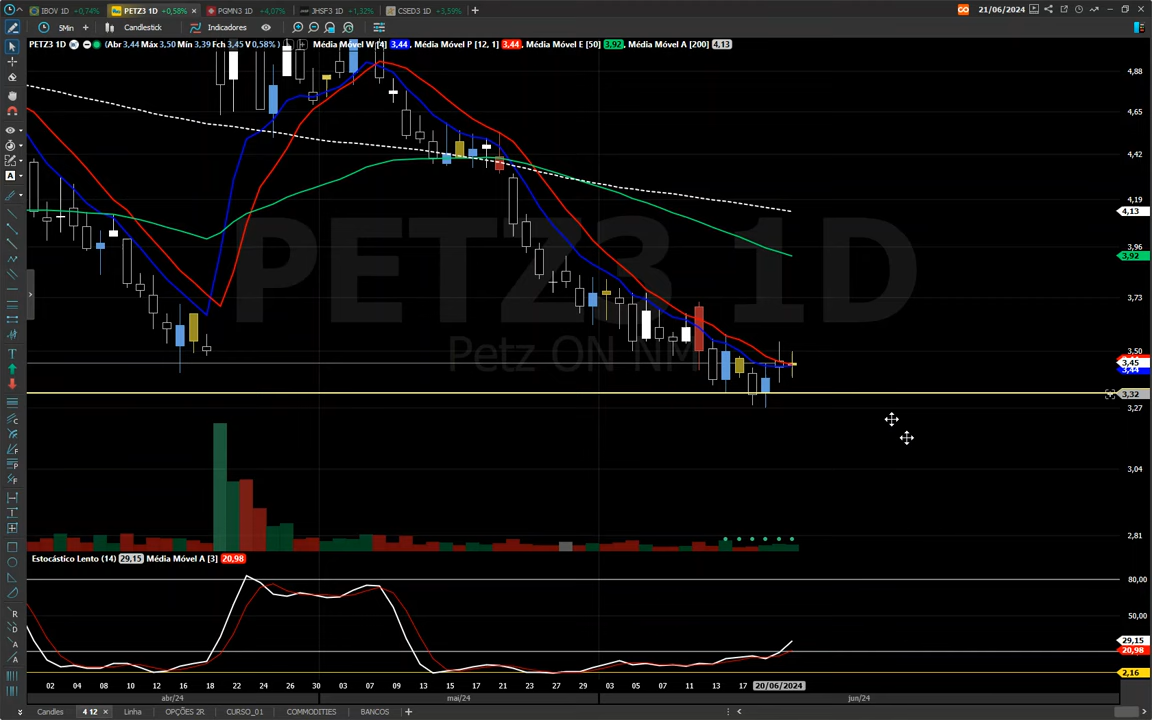 IBOV 1D +0,74% PETZ3 1D +0,58% × PGMN3 1D +4,07% JHSF3 1D +1,32% CSED3 1D +3,59% + 21/06/2024
5Min + Candlestick Indicadores
PETZ3 1D (Abr 3,44 Máx 3,50 Min 3,39 Fch 3,45 V 0,58%) Média Móvel W [4] 3,44 , Média Móvel P [12, 1] 3,44 , Média Móvel E [50] 3,92 , Média Móvel A [200] 4,13
4,88
4,65
4,42
4,19
4,13
3,96
3,92
3,73
3,50
3,45
3,44
3,32
3,27
3,04
2,81
PETZ3 1D
Petz ON NM
Estocástico Lento (14) 29,15 Média Móvel A [3] 20,98
80,00
50,00
29,15
20,98
2,16
02 04 08 10 12 16 18 22 24 26 30 03 07 09 13 15 17 21 23 27 29 03 05 07 11 13 17 20/06/2024
abr/24 mai/24 jun/24
Candles 4 12 × Linha OPÇÕES 2R CURSO_01 COMMODITIES BANCOS +